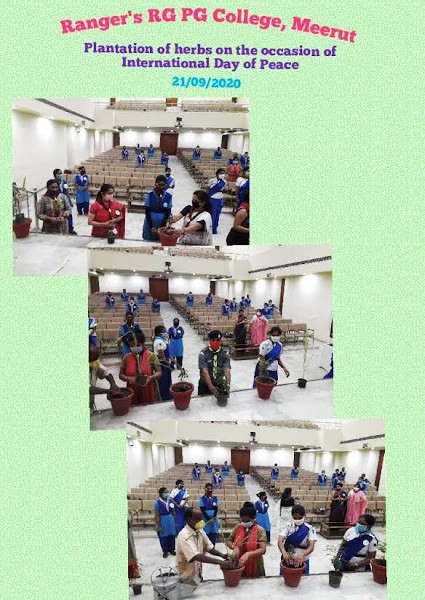 Ranger's RG PG College, Meerut
Plantation of herbs on the occasion of
International Day of Peace
21/09/2020